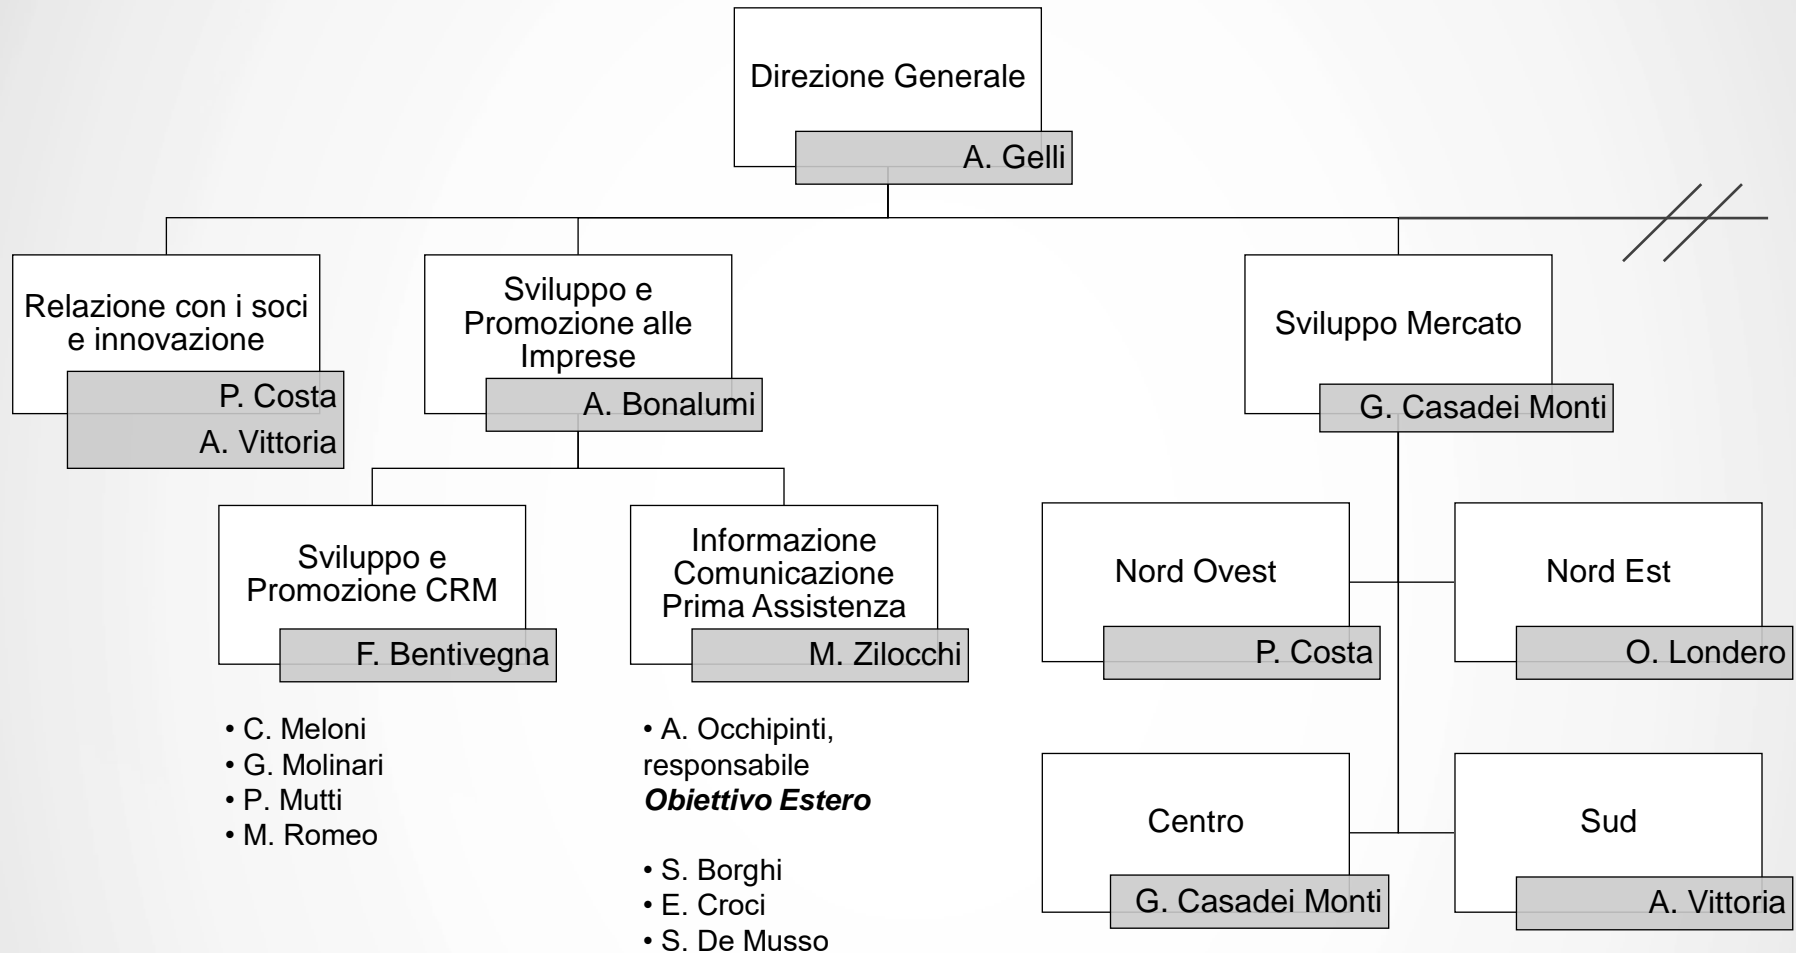 Direzione Generale
A. Gelli
Relazione con i soci
e innovazione
P. Costa
A. Vittoria
Sviluppo e
Promozione alle
Imprese
A. Bonalumi
Sviluppo Mercato
G. Casadei Monti
Sviluppo e
Promozione CRM
F. Bentivegna
Informazione
Comunicazione
Prima Assistenza
M. Zilocchi
Nord Ovest
P. Costa
Nord Est
O. Londero
• C. Meloni
• G. Molinari
• P. Mutti
• M. Romeo
• A. Occhipinti,
responsabile
Obiettivo Estero
• S. Borghi
• E. Croci
• S. De Musso
Centro
G. Casadei Monti
Sud
A. Vittoria